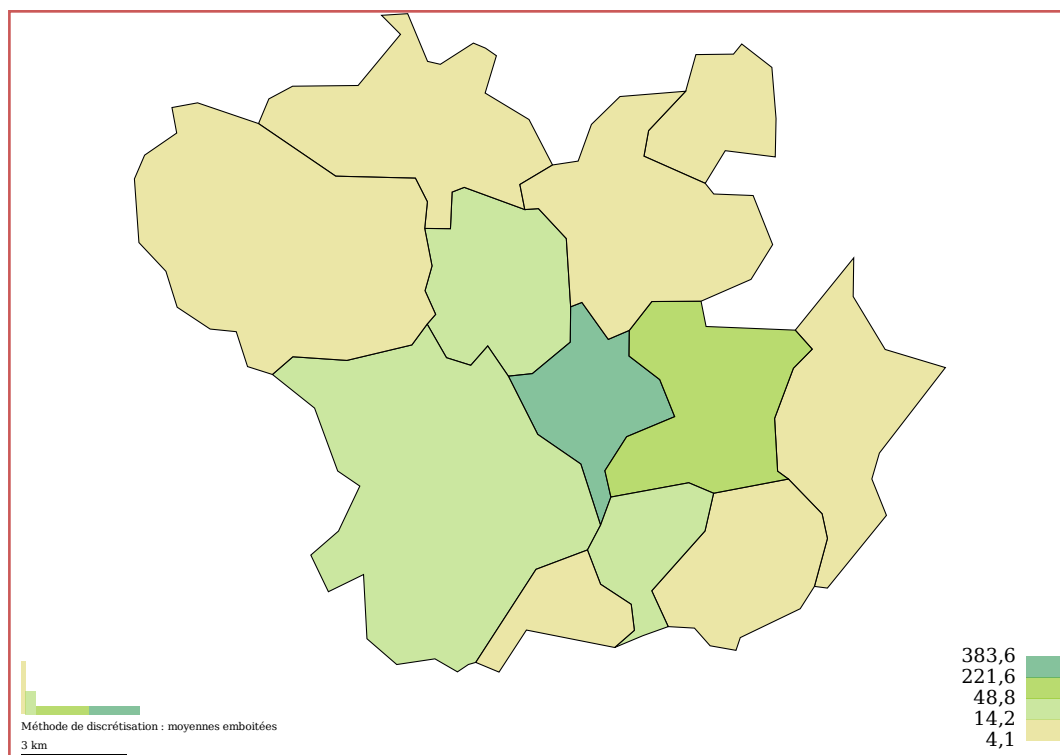 383,6
221,6
48,8
14,2
4,1
Méthode de discrétisation : moyennes emboitées
3 km